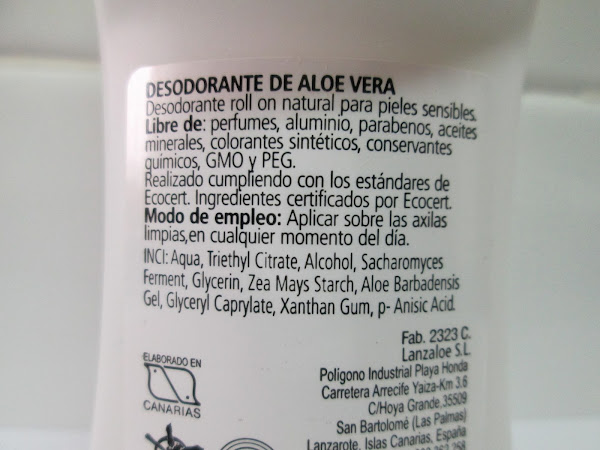 DESODORANTE DE ALOE VERA
Desodorante roll on natural para pieles sensibles.
Libre de: perfumes, aluminio, parabenos, aceites
minerales, colorantes sintéticos, conservantes
químicos, GMO y PEG.
Realizado cumpliendo con los estándares de
Ecocert. Ingredientes certificados por Ecocert.
Modo de empleo: Aplicar sobre las axilas
limpias,en cualquier momento del día.
INCI: Aqua, Triethyl Citrate, Alcohol, Sacharomyces
Ferment, Glycerin, Zea Mays Starch, Aloe Barbadensis
Gel, Glyceryl Caprylate, Xanthan Gum, p- Anisic Acid.
Fab. 2323 C.
Lanzaloe S.L.
Polígono Industrial Playa Honda
Carretera Arrecife Yaiza-Km 3.6
C/Hoya Grande,35509
San Bartolomé (Las Palmas)
Lanzarote, Islas Canarias, España
ELABORADO EN
CANARIAS